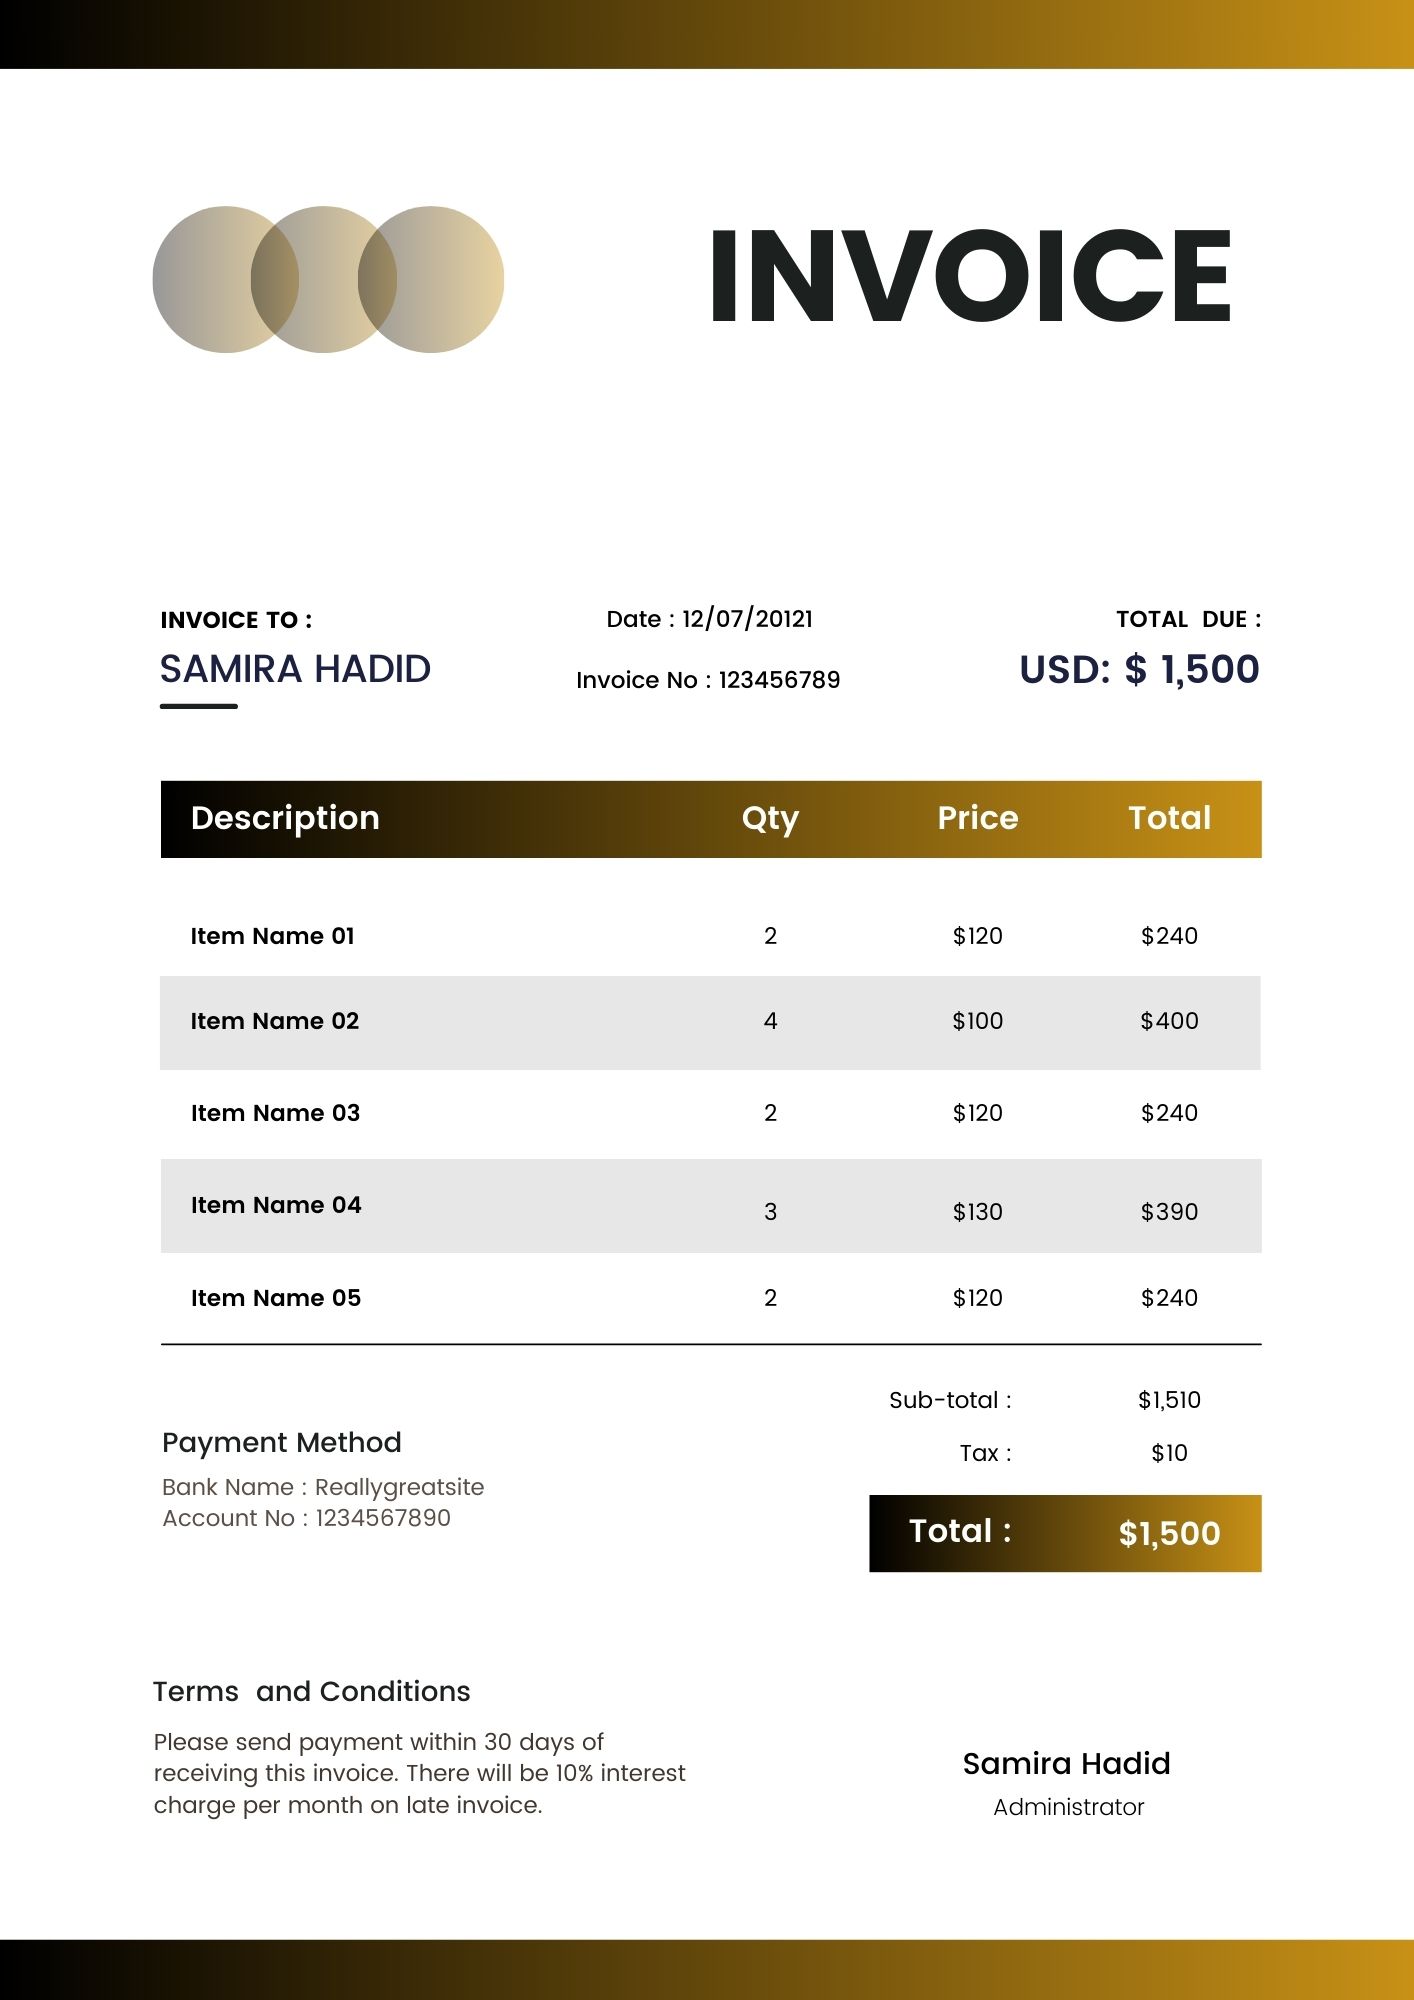 INVOICE
INVOICE TO :
SAMIRA HADID
Date : 12/07/20121
Invoice No : 123456789
TOTAL  DUE :
USD: $ 1,500
Description Qty Price Total
Item Name 01 2 $120 $240
Item Name 02 4 $100 $400
Item Name 03 2 $120 $240
Item Name 04 3 $130 $390
Item Name 05 2 $120 $240
Sub-total : $1,510
Tax : $10
Total : $1,500
Payment Method
Bank Name : Reallygreatsite
Account No : 1234567890
Terms  and Conditions
Please send payment within 30 days of
receiving this invoice. There will be 10% interest
charge per month on late invoice.
Samira Hadid
Administrator